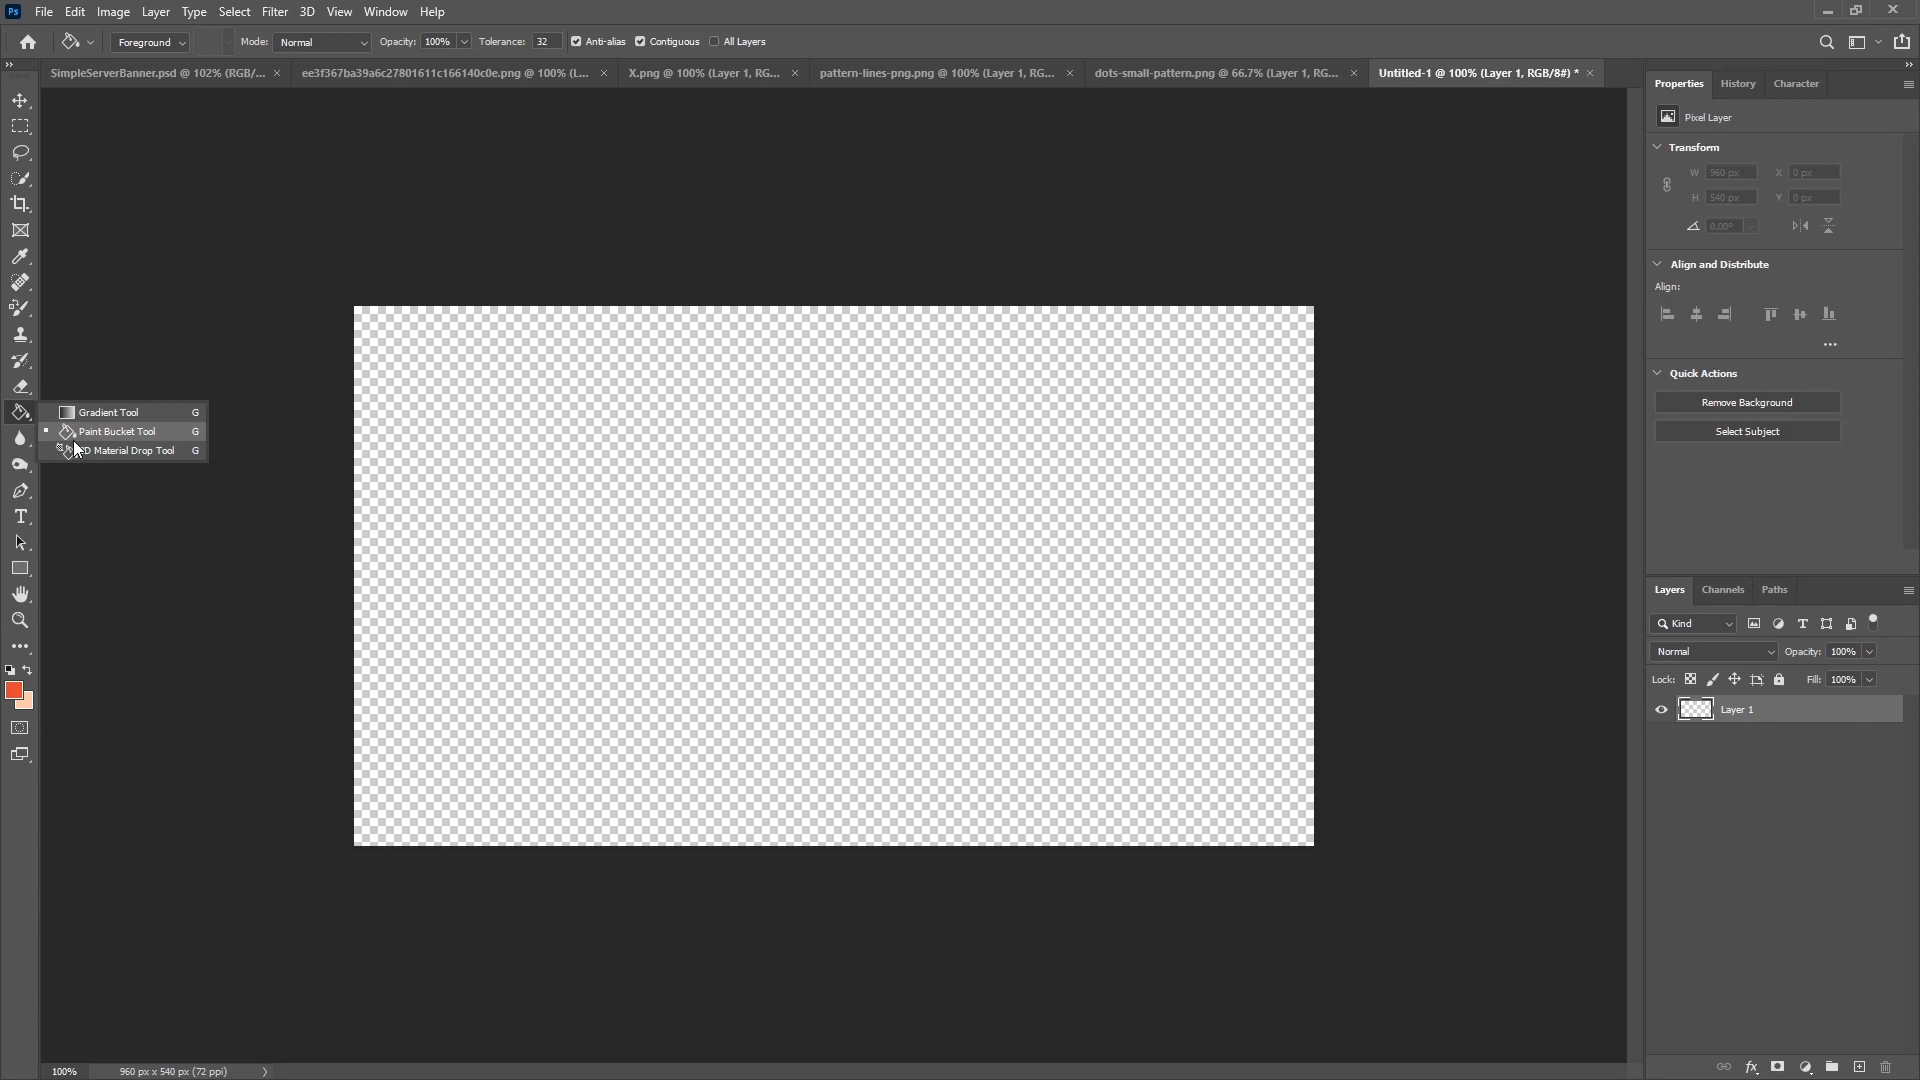 Ps File Edit Image Layer Type Select Filter 3D View Window Help
Foreground Mode: Normal Opacity: 100% Tolerance: 32 Anti-alias Contiguous All Layers
SimpleServerBanner.psd @ 102% (RGB/... ee3f367ba39a6c27801611c166140c0e.png @ 100% (L... X.png @ 100% (Layer 1, RG... pattern-lines-png.png @ 100% (Layer 1, RG... dots-small-pattern.png @ 66.7% (Layer 1, RG... Untitled-1 @ 100% (Layer 1, RGB/8#) *
Properties History Character
Pixel Layer
Transform
W 960 px X 0 px
H 540 px Y 0 px
0.00°
Align and Distribute
Align:
Quick Actions
Remove Background
Select Subject
Gradient Tool G
Paint Bucket Tool G
D Material Drop Tool G
T
Layers Channels Paths
Kind T
Normal Opacity: 100%
Lock: Fill: 100%
Layer 1
100% 960 px x 540 px (72 ppi)
fx